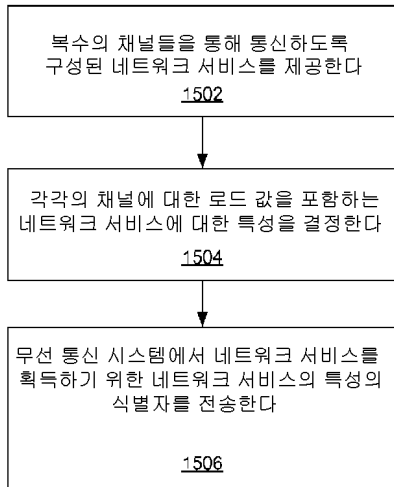 복수의 채널들을 통해 통신하도록
구성된 네트워크 서비스를 제공한다
1502
각각의 채널에 대한 로드 값을 포함하는
네트워크 서비스에 대한 특성을 결정한다
1504
무선 통신 시스템에서 네트워크 서비스를
획득하기 위한 네트워크 서비스의 특성의
식별자를 전송한다
1506